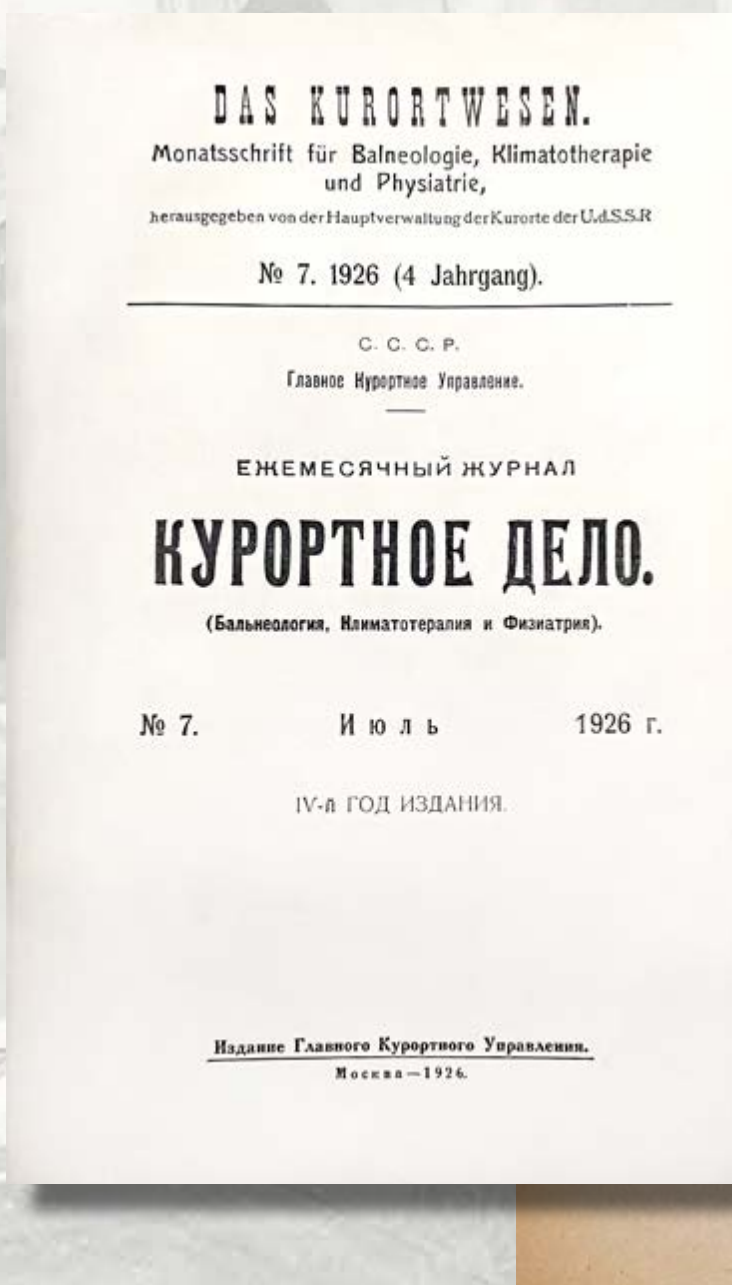 DAS KURORTWESEN.
Monatsschrift für Balneologie, Klimatotherapie
und Physiatrie,
herausgegeben von der Hauptverwaltung der Kurorte der U.d.S.S.R
№ 7. 1926 (4 Jahrgang).
С. С. С. Р.
Главное Курортное Управление.
ЕЖЕМЕСЯЧНЫЙ ЖУРНАЛ
КУРОРТНОЕ ДЕЛО.
(Бальнеология, Климатотерапия и Физиатрия).
№ 7. Июль 1926 г.
IV-й ГОД ИЗДАНИЯ.
Издание Главного Курортного Управления.
Москва—1926.